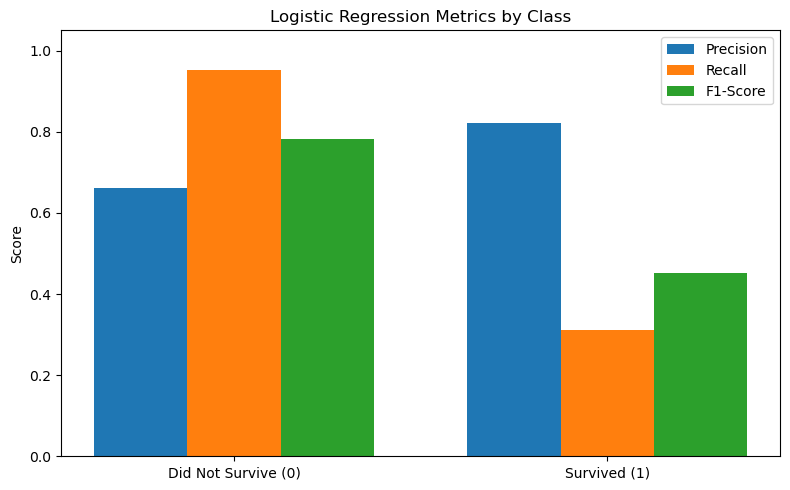 Logistic Regression Metrics by Class
Precision
Recall
F1-Score
Score
1.0
0.8
0.6
0.4
0.2
0.0
Did Not Survive (0)
Survived (1)